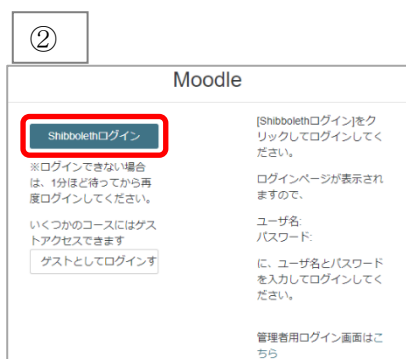 ②
Moodle
Shibbolethログイン
※ログインできない場合
は、1分ほど待ってから再
度ログインしてください。
いくつかのコースにはゲス
トアクセスできます
ゲストとしてログインす
[Shibbolethログイン]をク
リックしてログインしてく
ださい。
ログインページが表示され
ますので、
ユーザ名:
パスワード:
に、ユーザ名とパスワード
を入力してログインしてく
ださい。
管理者用ログイン画面はこ
ちら